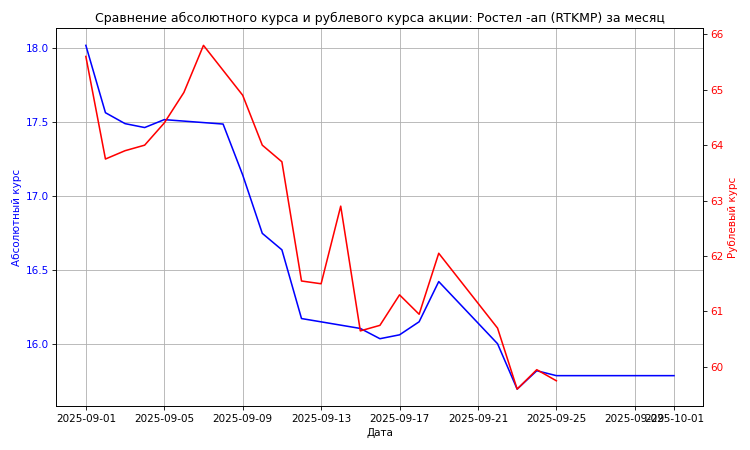 Сравнение абсолютного курса и рублевого курса акции: Ростел -ап (RTKMP) за месяц
18.0
17.5
17.0
16.5
16.0
Абсолютный курс
66
65
64
63
62
61
60
Рублевый курс
2025-09-01 2025-09-05 2025-09-09 2025-09-13 2025-09-17 2025-09-21 2025-09-25 2025-09-29 2025-10-01
Дата